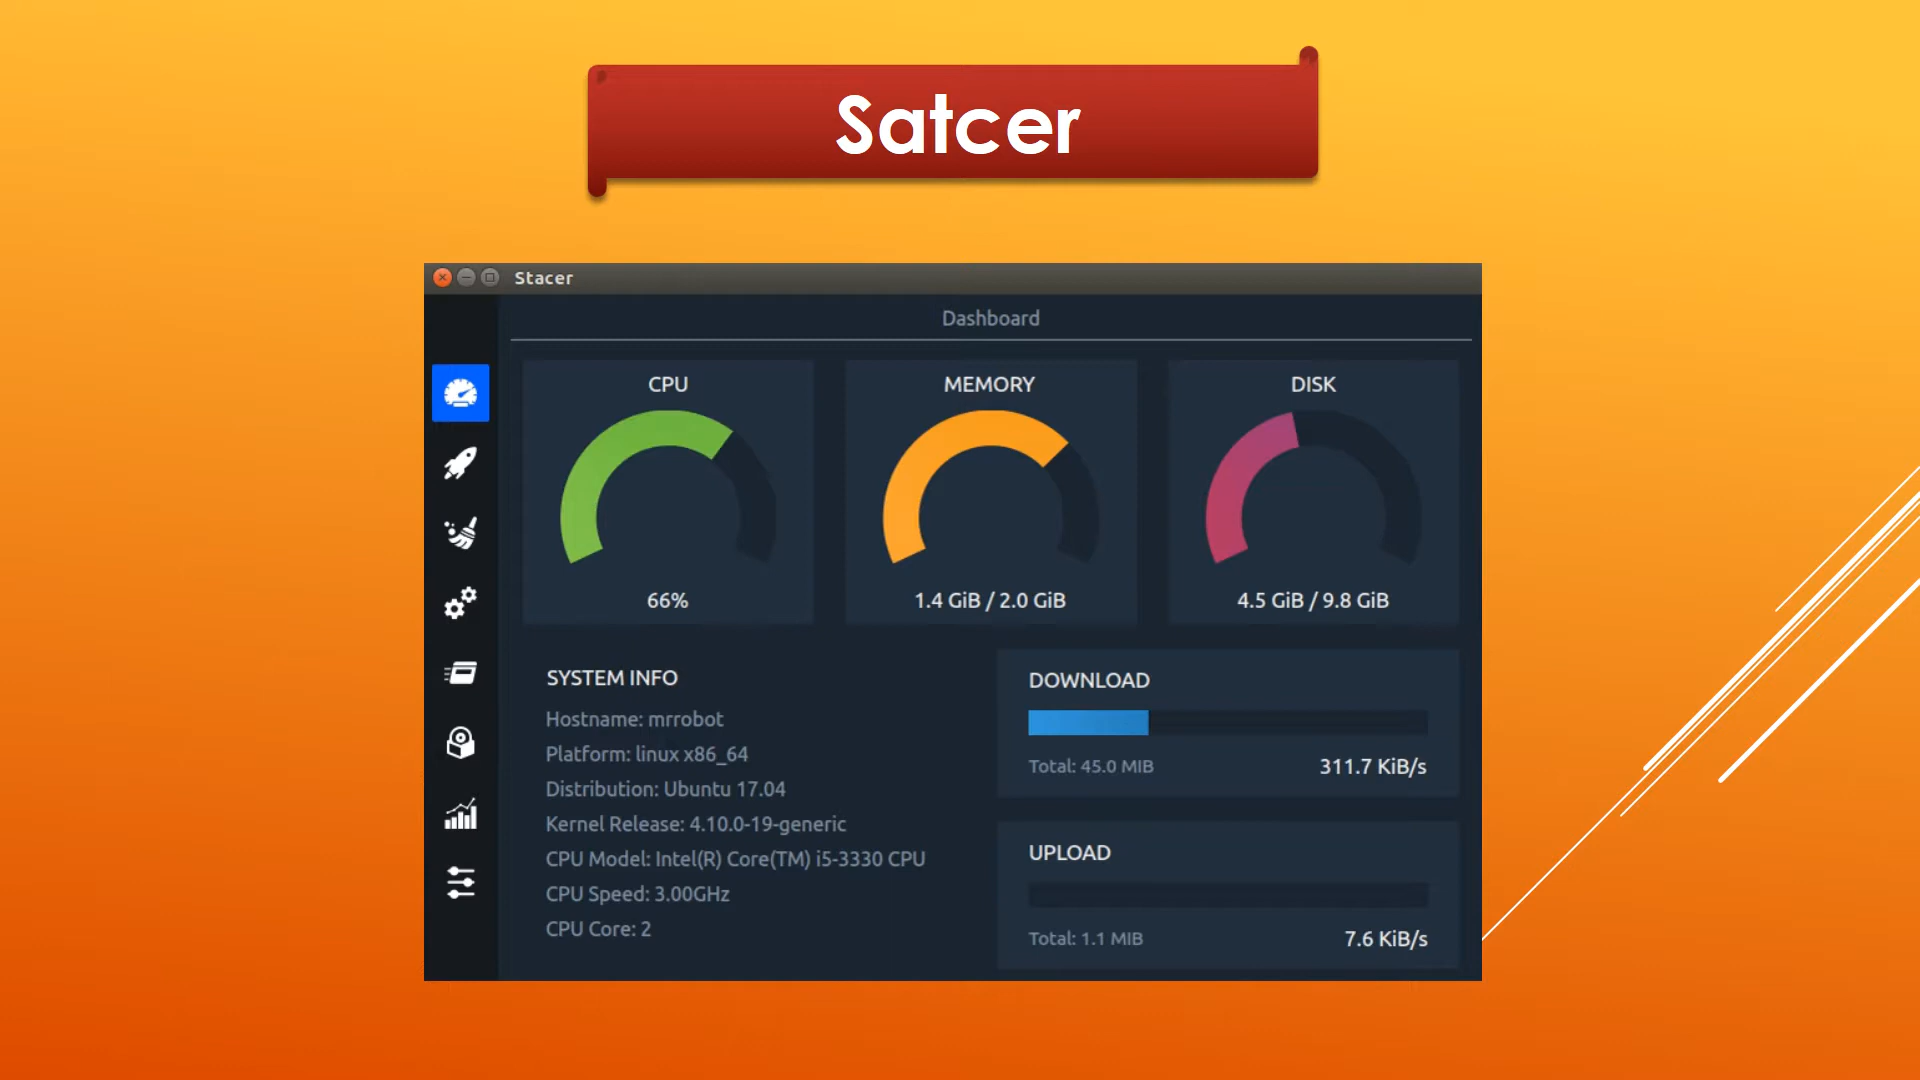 Satcer
Stacer
Dashboard
CPU
MEMORY
DISK
66%
1.4 GiB / 2.0 GiB
4.5 GiB / 9.8 GiB
SYSTEM INFO
Hostname: mrrobot
Platform: linux x86_64
Distribution: Ubuntu 17.04
Kernel Release: 4.10.0-19-generic
CPU Model: Intel(R) Core(TM) i5-3330 CPU
CPU Speed: 3.00GHz
CPU Core: 2
DOWNLOAD
Total: 45.0 MIB
311.7 KiB/s
UPLOAD
Total: 1.1 MIB
7.6 KiB/s